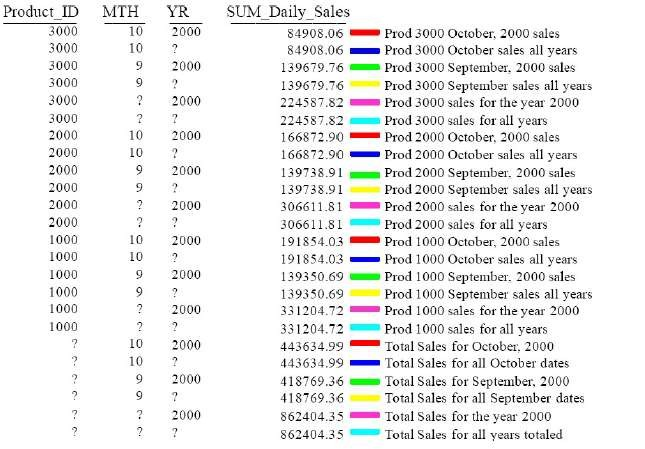 Product_ID MTH YR SUM_Daily_Sales
3000 10 2000 84908.06 Prod 3000 October, 2000 sales
3000 10 ? 84908.06 Prod 3000 October sales all years
3000 9 2000 139679.76 Prod 3000 September, 2000 sales
3000 9 ? 139679.76 Prod 3000 September sales all years
3000 ? 2000 224587.82 Prod 3000 sales for the year 2000
3000 ? ? 224587.82 Prod 3000 sales for all years
2000 10 2000 166872.90 Prod 2000 October, 2000 sales
2000 10 ? 166872.90 Prod 2000 October sales all years
2000 9 2000 139738.91 Prod 2000 September, 2000 sales
2000 9 ? 139738.91 Prod 2000 September sales all years
2000 ? 2000 306611.81 Prod 2000 sales for the year 2000
2000 ? ? 306611.81 Prod 2000 sales for all years
1000 10 2000 191854.03 Prod 1000 October, 2000 sales
1000 10 ? 191854.03 Prod 1000 October sales all years
1000 9 2000 139350.69 Prod 1000 September, 2000 sales
1000 9 ? 139350.69 Prod 1000 September sales all years
1000 ? 2000 331204.72 Prod 1000 sales for the year 2000
1000 ? ? 331204.72 Prod 1000 sales for all years
? 10 2000 443634.99 Total Sales for October, 2000
? 10 ? 443634.99 Total Sales for all October dates
? 9 2000 418769.36 Total Sales for September, 2000
? 9 ? 418769.36 Total Sales for all September dates
? ? 2000 862404.35 Total Sales for the year 2000
? ? ? 862404.35 Total Sales for all years totaled